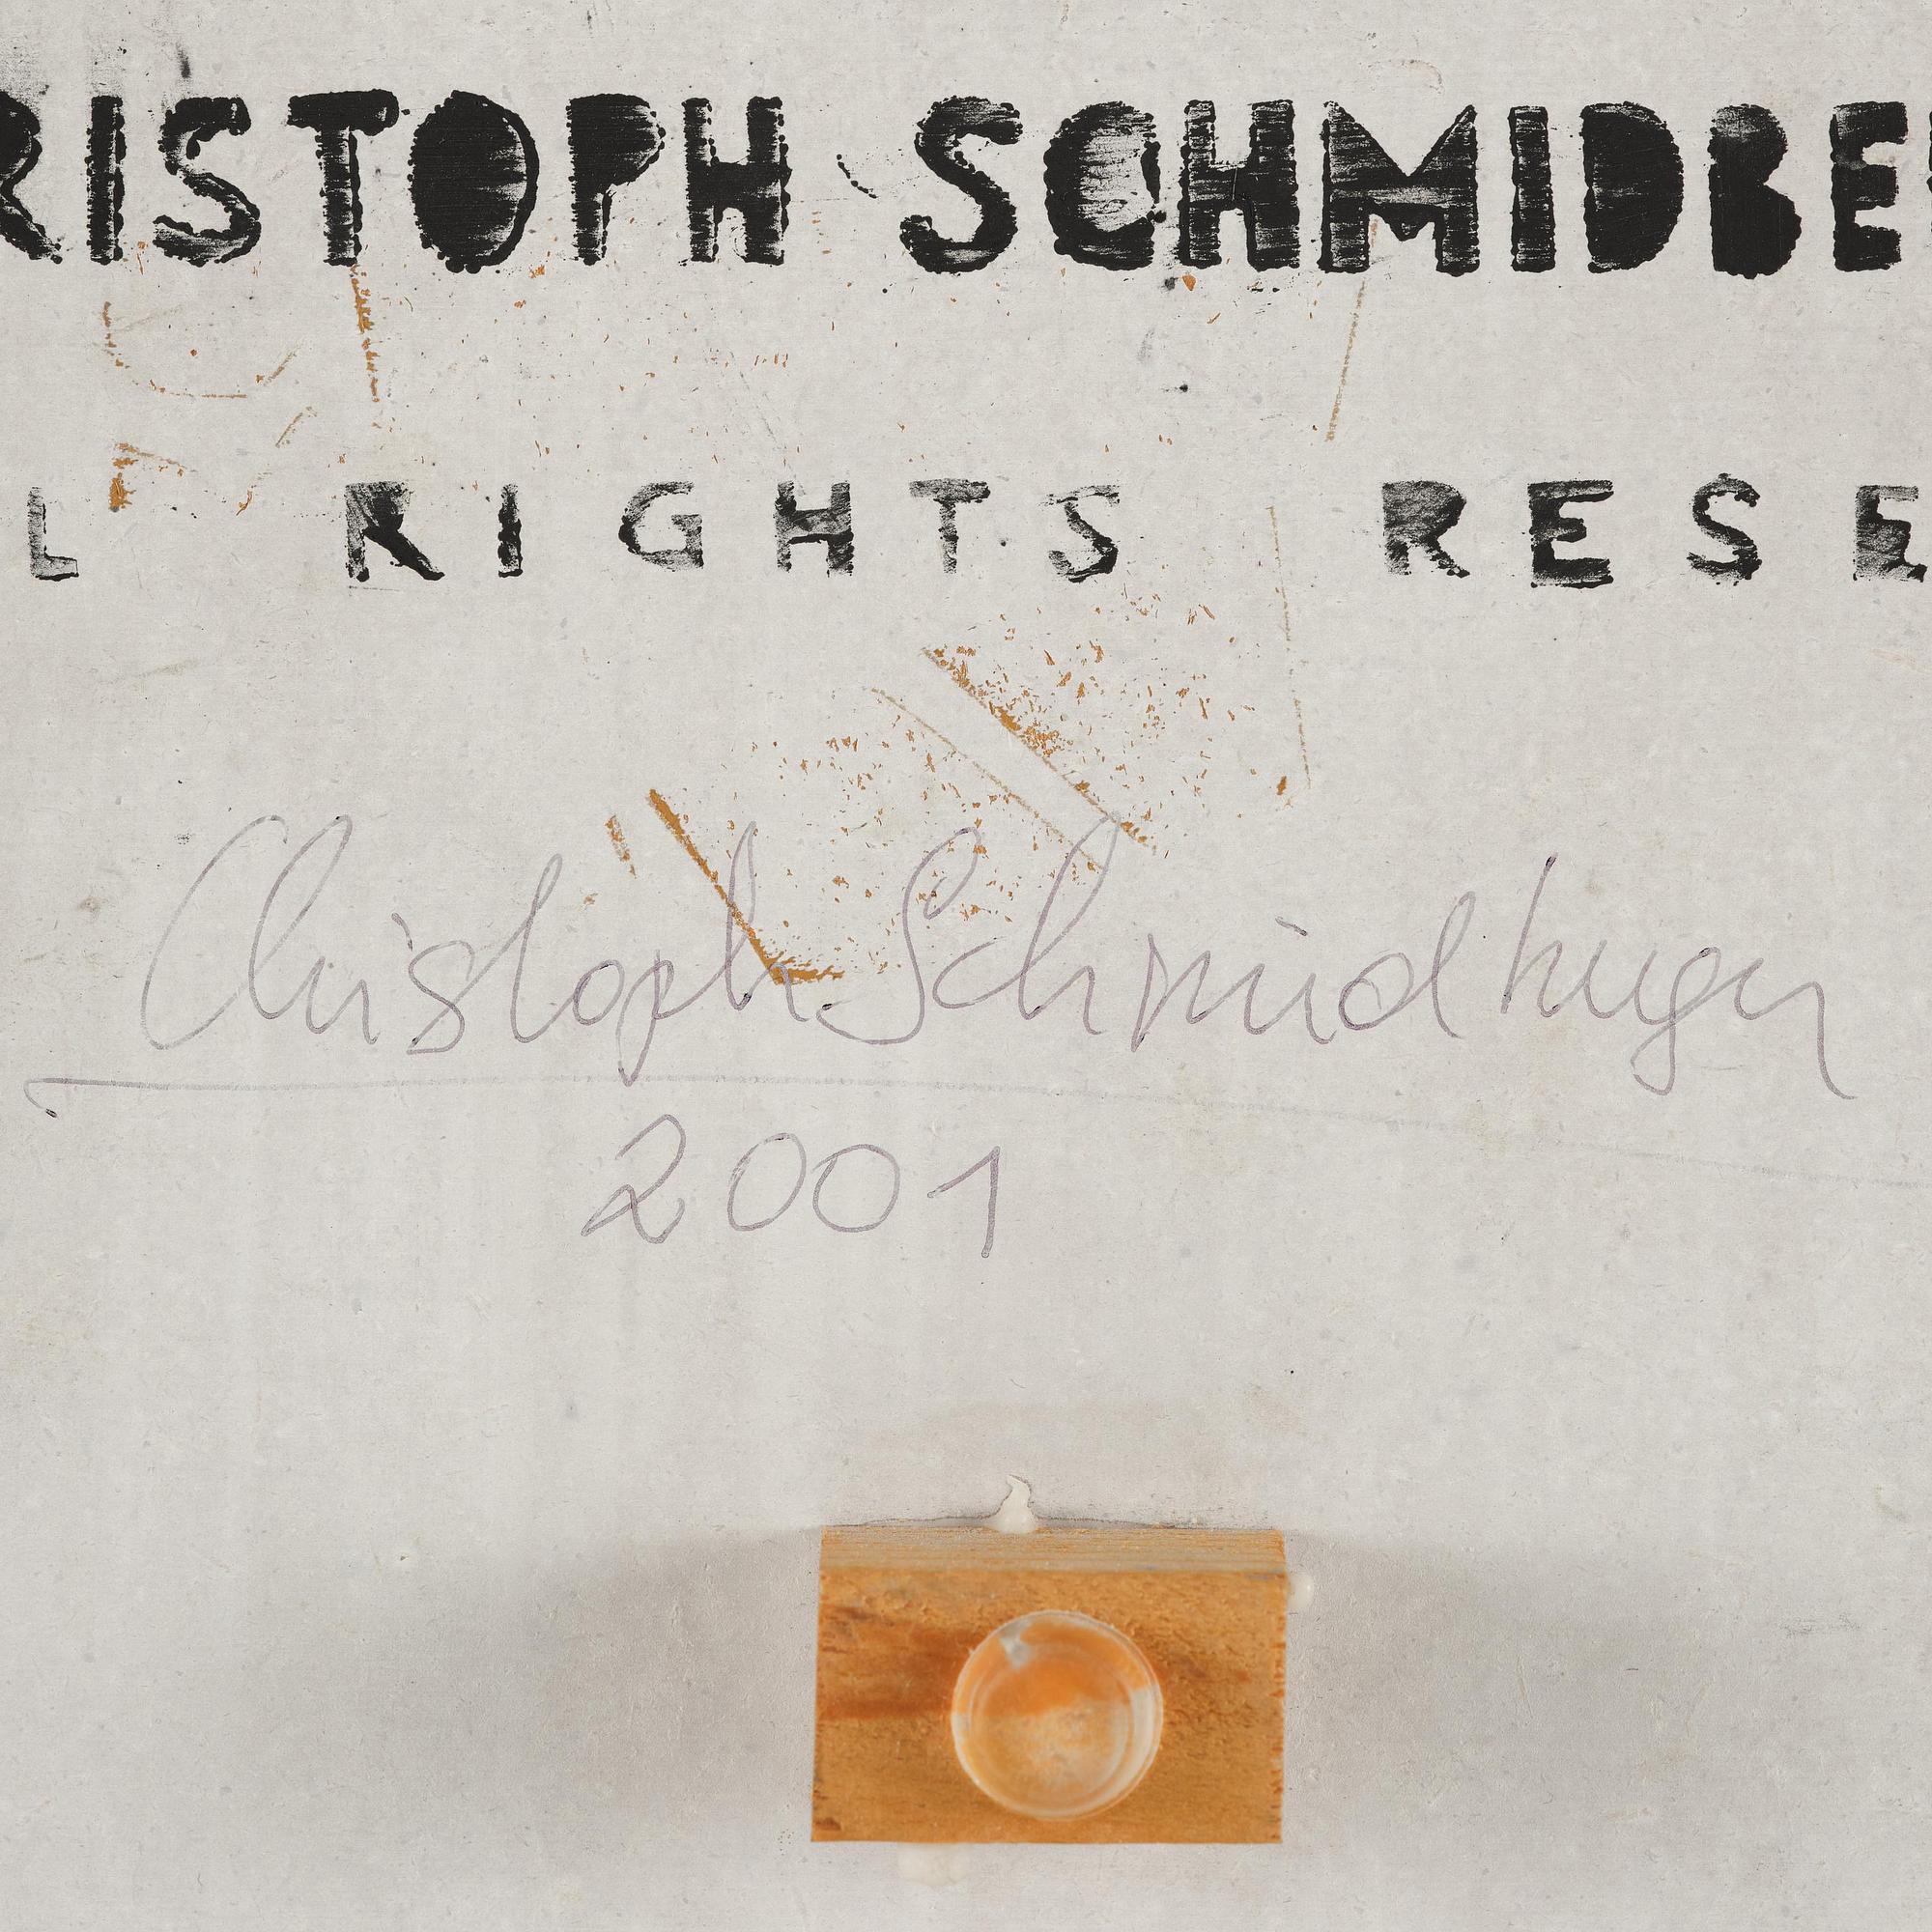 RISTOPH SCHMIDBE
L RIGHTS RESE
Christoph Schmidberger
2001